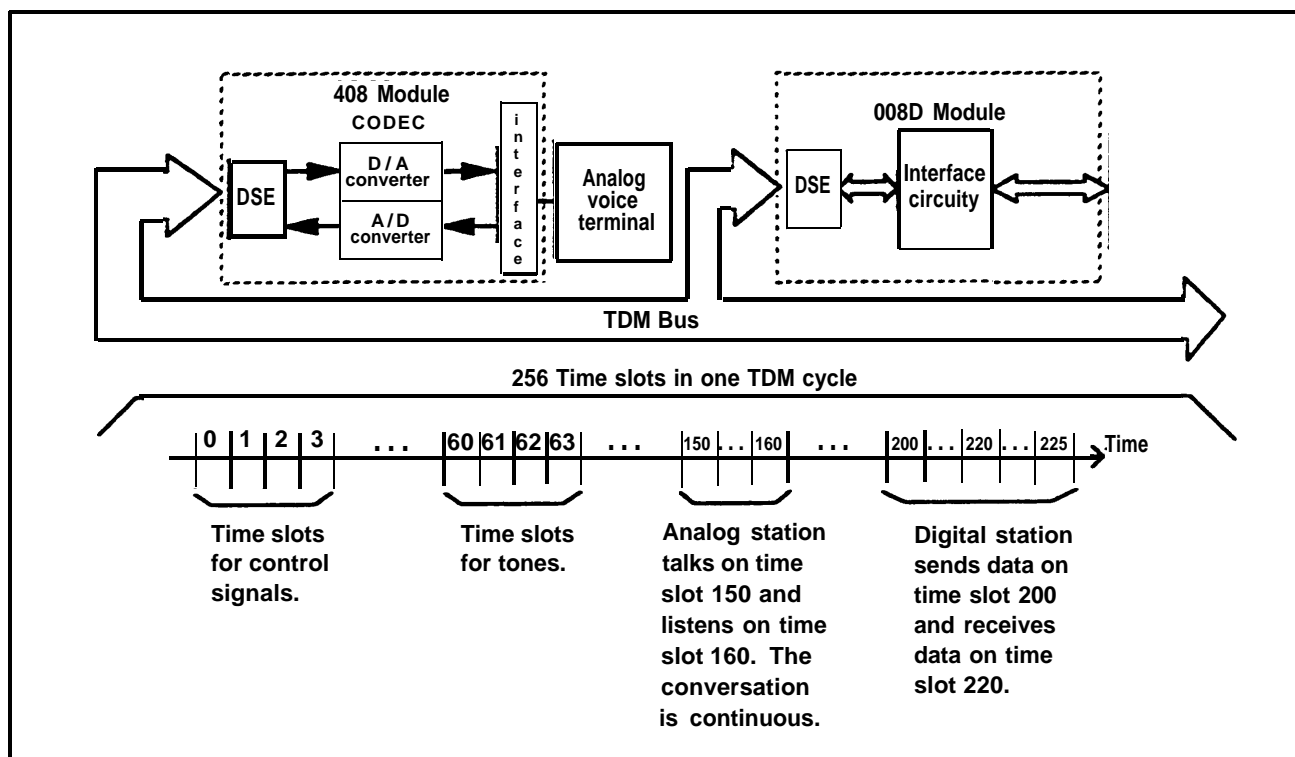 408 Module
CODEC
DSE
D / A
converter
A / D
converter
interface
Analog
voice
terminal
008D Module
DSE
Interface
circuity
TDM Bus
256 Time slots in one TDM cycle
0 1 2 3 ... 60 61 62 63 ... 150 ... 160 ... 200 ... 220 ... 225 Time
Time slots
for control
signals.
Time slots
for tones.
Analog station
talks on time
slot 150 and
listens on time
slot 160. The
conversation
is continuous.
Digital station
sends data on
time slot 200
and receives
data on time
slot 220.